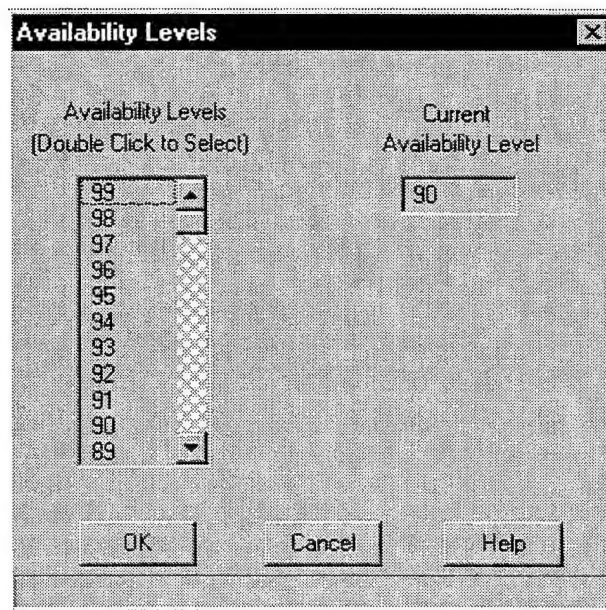 Availability Levels
Availability Levels
(Double Click to Select)
Current
Availability Level
99
98
97
96
95
94
93
92
91
90
89
90
OK
Cancel
Help